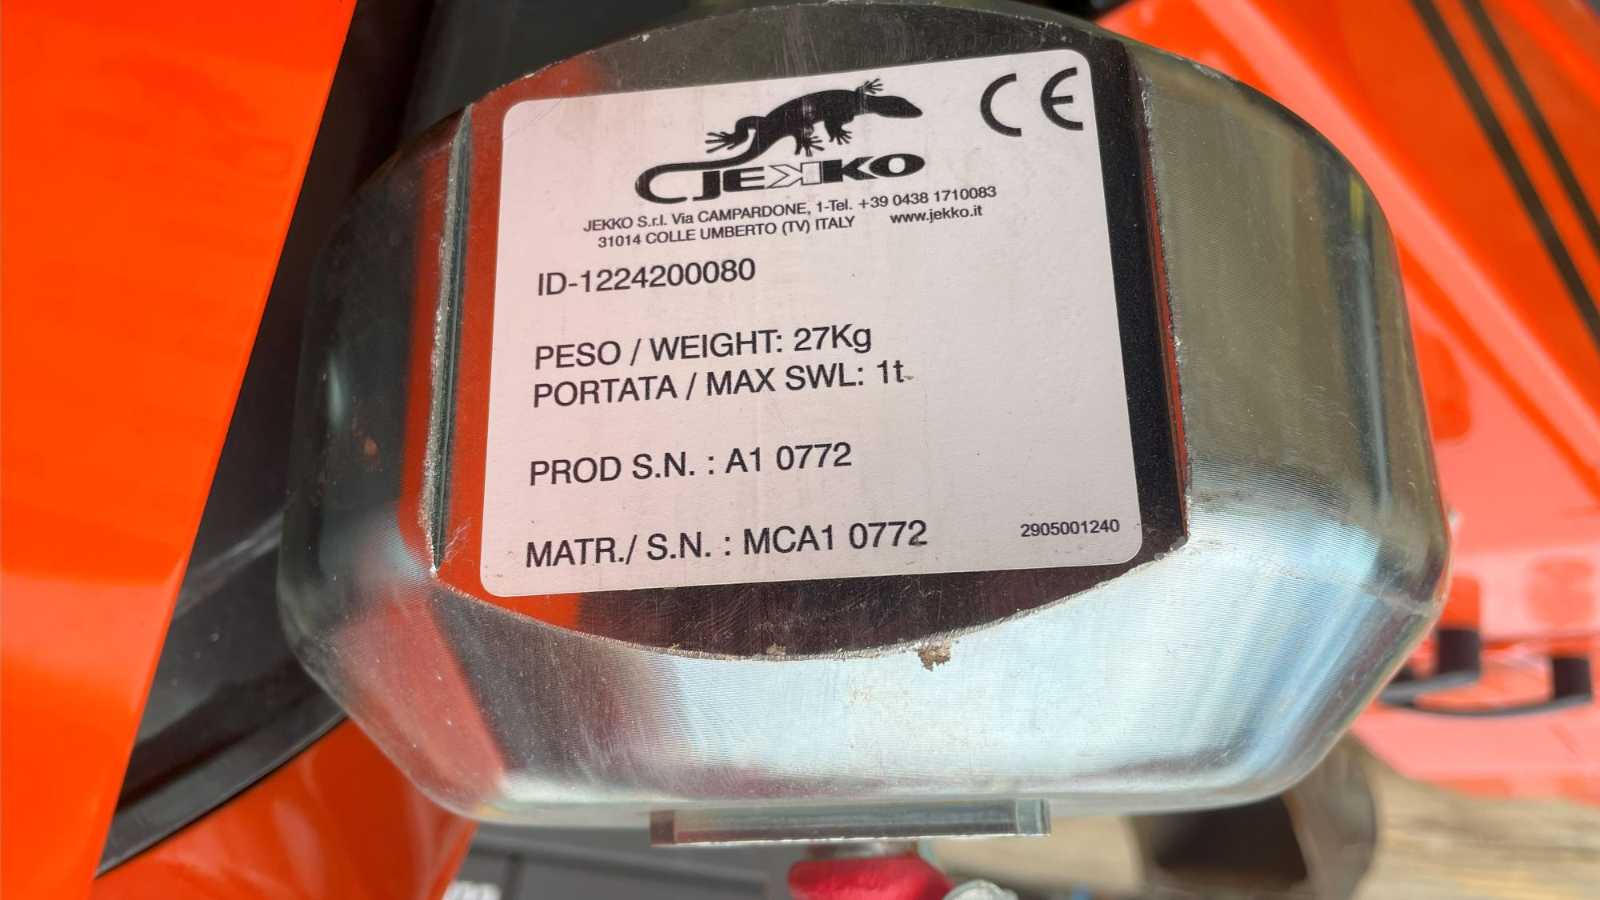 CE
JEKKO
JEKKO S.r.l. Via CAMPARDONE, 1-Tel. +39 0438 1710083
31014 COLLE UMBERTO (TV) ITALY www.jekko.it
ID-1224200080
PESO / WEIGHT: 27Kg
PORTATA / MAX SWL: 1t
PROD S.N. : A1 0772
MATR./ S.N. : MCA1 0772
2905001240